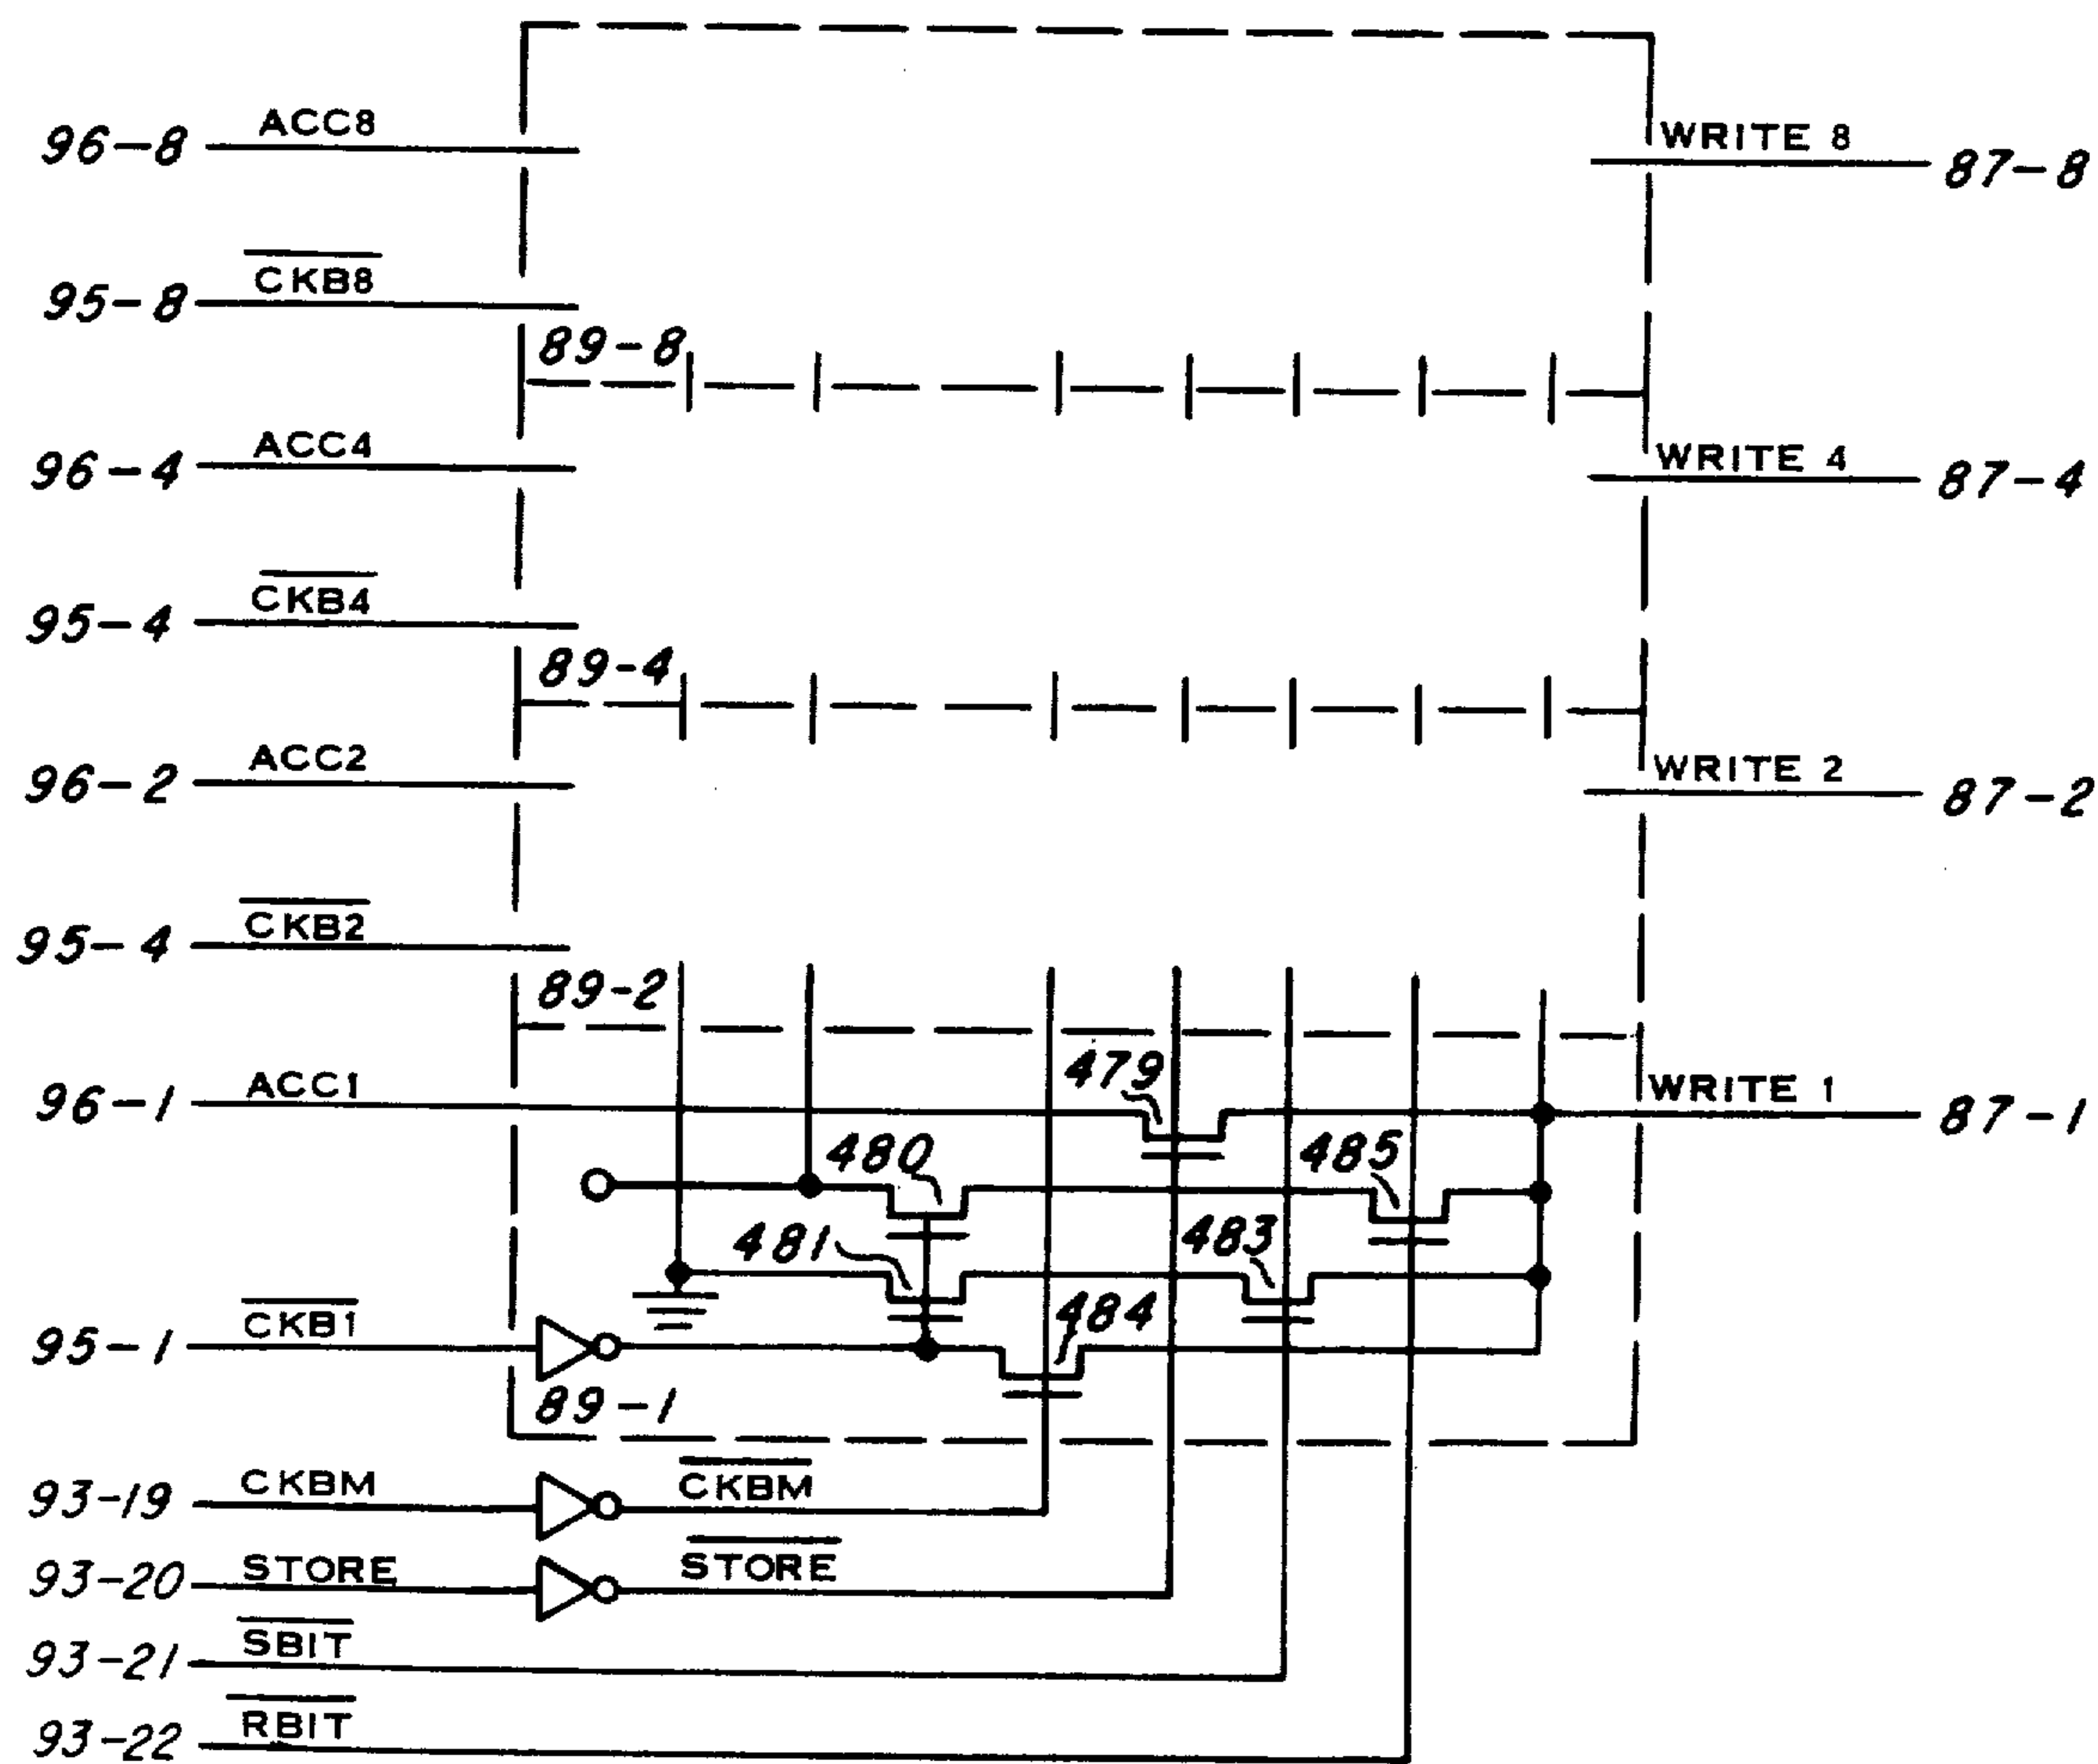 96-8 ACC8 WRITE 8 87-8
95-8 CKB8
89-8
96-4 ACC4 WRITE 4 87-4
95-4 CKB4
89-4
96-2 ACC2 WRITE 2 87-2
95-4 CKB2
89-2
96-1 ACC1 479 WRITE 1 87-1
480 485
481 483
95-1 CKB1 484
89-1
93-19 CKBM CKBM
93-20 STORE STORE
93-21 SBIT
93-22 RBIT